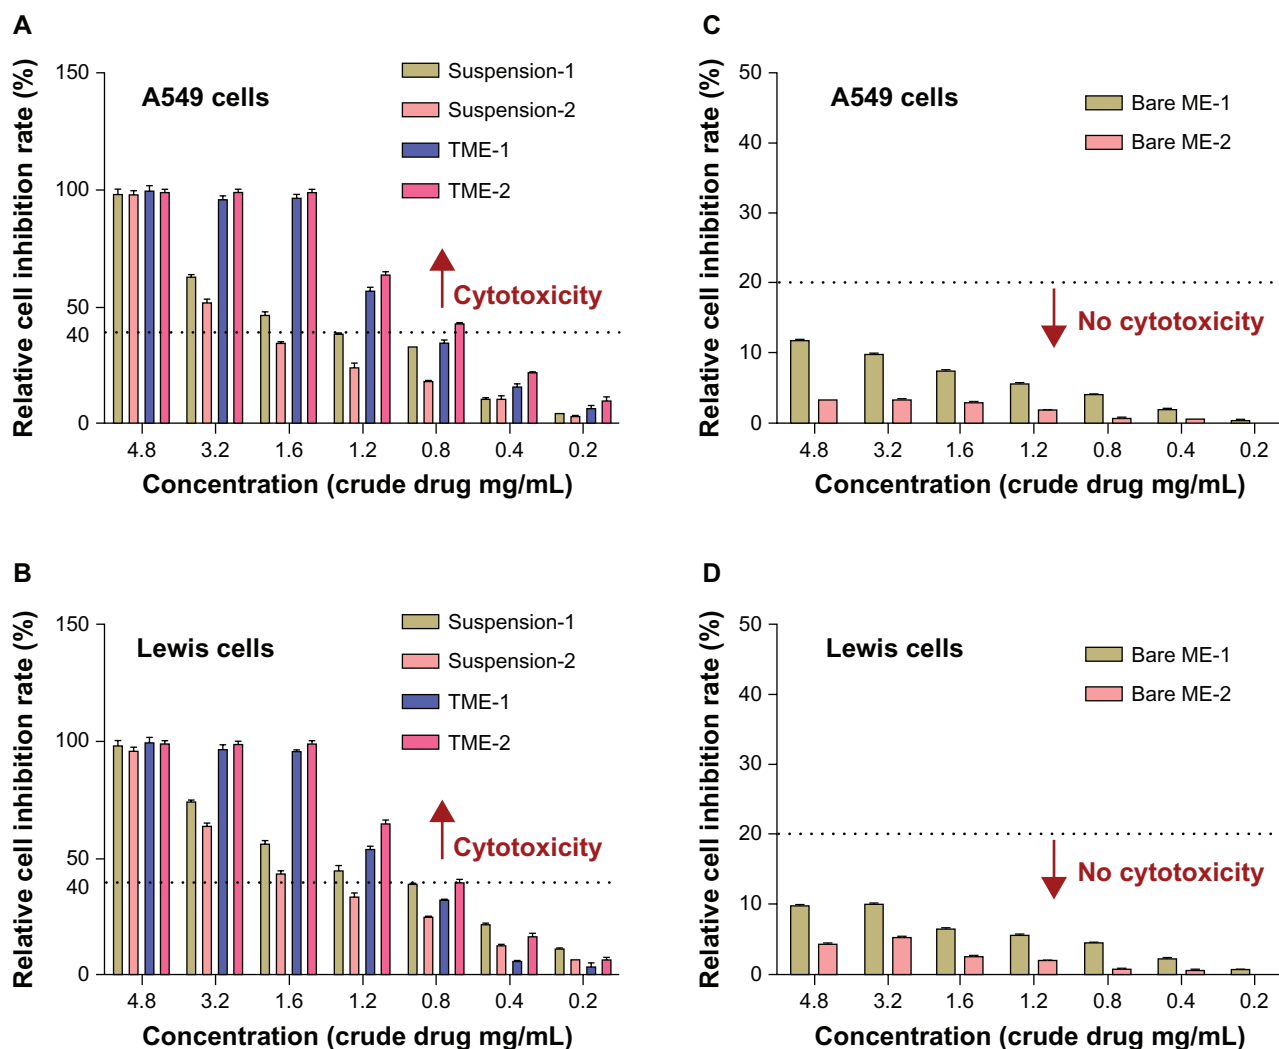 A
Relative cell inhibition rate (%)
150
100
50
40
0
A549 cells
Suspension-1
Suspension-2
TME-1
TME-2
Cytotoxicity
4.8 3.2 1.6 1.2 0.8 0.4 0.2
Concentration (crude drug mg/mL)
C
Relative cell inhibition rate (%)
50
40
30
20
10
0
A549 cells
Bare ME-1
Bare ME-2
No cytotoxicity
4.8 3.2 1.6 1.2 0.8 0.4 0.2
Concentration (crude drug mg/mL)
B
Relative cell inhibition rate (%)
150
100
50
40
0
Lewis cells
Suspension-1
Suspension-2
TME-1
TME-2
Cytotoxicity
4.8 3.2 1.6 1.2 0.8 0.4 0.2
Concentration (crude drug mg/mL)
D
Relative cell inhibition rate (%)
50
40
30
20
10
0
Lewis cells
Bare ME-1
Bare ME-2
No cytotoxicity
4.8 3.2 1.6 1.2 0.8 0.4 0.2
Concentration (crude drug mg/mL)